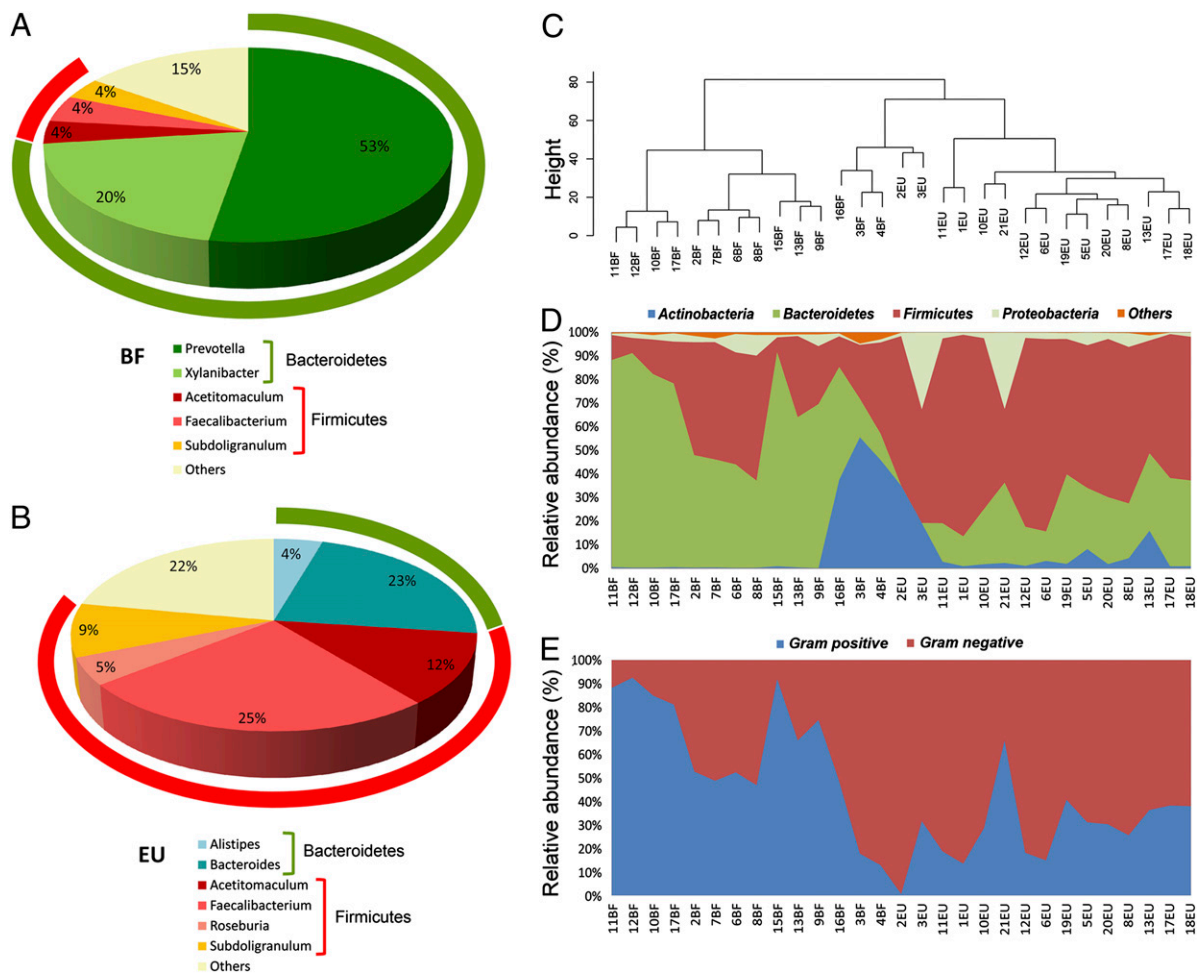 A
15%
4%
4%
4%
53%
20%
BF
Prevotella
Xylanibacter
Bacteroidetes
Acetitomaculum
Faecalibacterium
Subdoligranulum
Firmicutes
Others
B
4%
22%
23%
9%
12%
5%
25%
EU
Alistipes
Bacteroides
Bacteroidetes
Acetitomaculum
Faecalibacterium
Roseburia
Subdoligranulum
Firmicutes
Others
C
Height
80
60
40
20
0
11BF 12BF 10BF 17BF 2BF 7BF 6BF 8BF 15BF 13BF 9BF 16BF 3BF 4BF 2EU 3EU 11EU 1EU 10EU 21EU 12EU 6EU 19EU 5EU 20EU 8EU 13EU 17EU 18EU
D
Actinobacteria Bacteroidetes Firmicutes Proteobacteria Others
Relative abundance (%)
100%
90%
80%
70%
60%
50%
40%
30%
20%
10%
0%
11BF 12BF 10BF 17BF 2BF 7BF 6BF 8BF 15BF 13BF 9BF 16BF 3BF 4BF 2EU 3EU 11EU 1EU 10EU 21EU 12EU 6EU 19EU 5EU 20EU 8EU 13EU 17EU 18EU
E
Gram positive Gram negative
Relative abundance (%)
100%
90%
80%
70%
60%
50%
40%
30%
20%
10%
0%
11BF 12BF 10BF 17BF 2BF 7BF 6BF 8BF 15BF 13BF 9BF 16BF 3BF 4BF 2EU 3EU 11EU 1EU 10EU 21EU 12EU 6EU 19EU 5EU 20EU 8EU 13EU 17EU 18EU